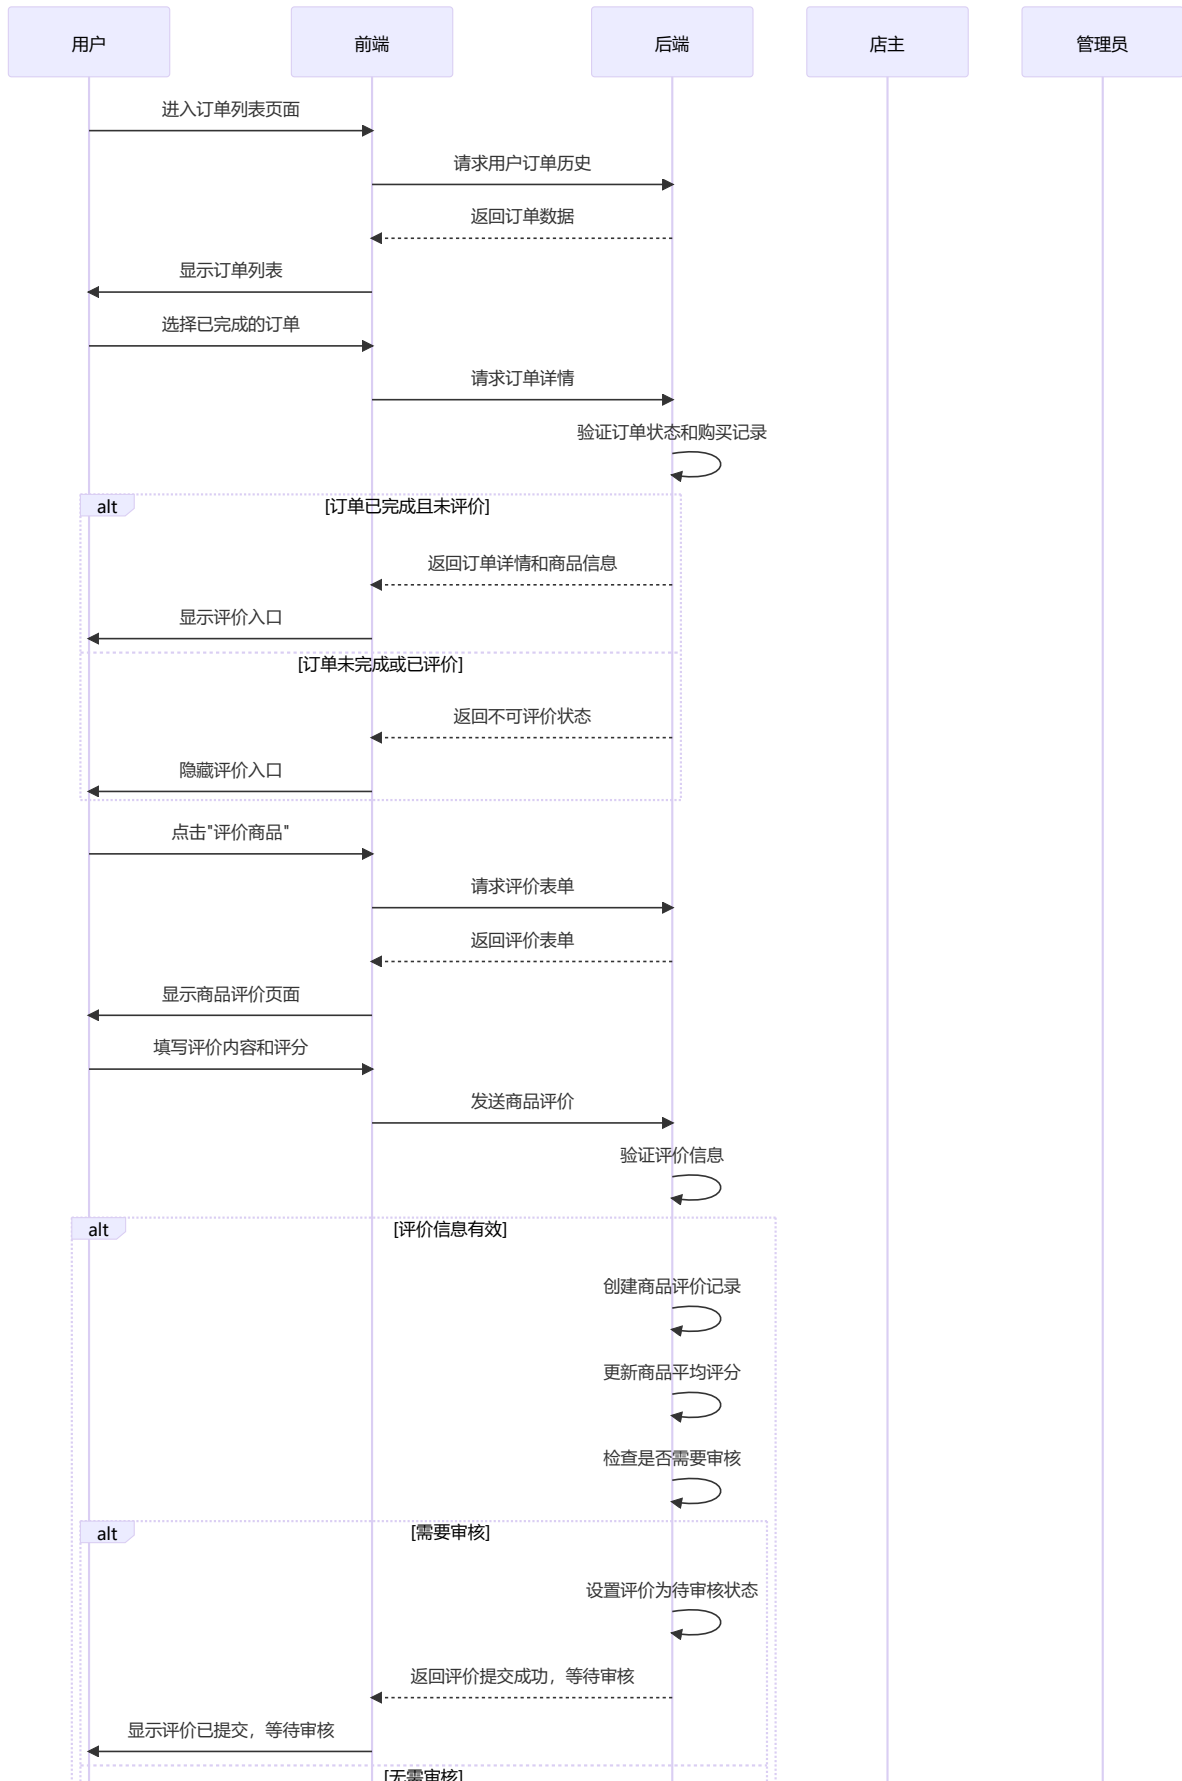 用户
前端
后端
店主
管理员
进入订单列表页面
请求用户订单历史
返回订单数据
显示订单列表
选择已完成的订单
请求订单详情
验证订单状态和购买记录
alt
[订单已完成且未评价]
返回订单详情和商品信息
显示评价入口
[订单未完成或已评价]
返回不可评价状态
隐藏评价入口
点击"评价商品"
请求评价表单
返回评价表单
显示商品评价页面
填写评价内容和评分
发送商品评价
验证评价信息
alt
[评价信息有效]
创建商品评价记录
更新商品平均评分
检查是否需要审核
alt
[需要审核]
设置评价为待审核状态
返回评价提交成功，等待审核
显示评价已提交，等待审核
[无需审核]